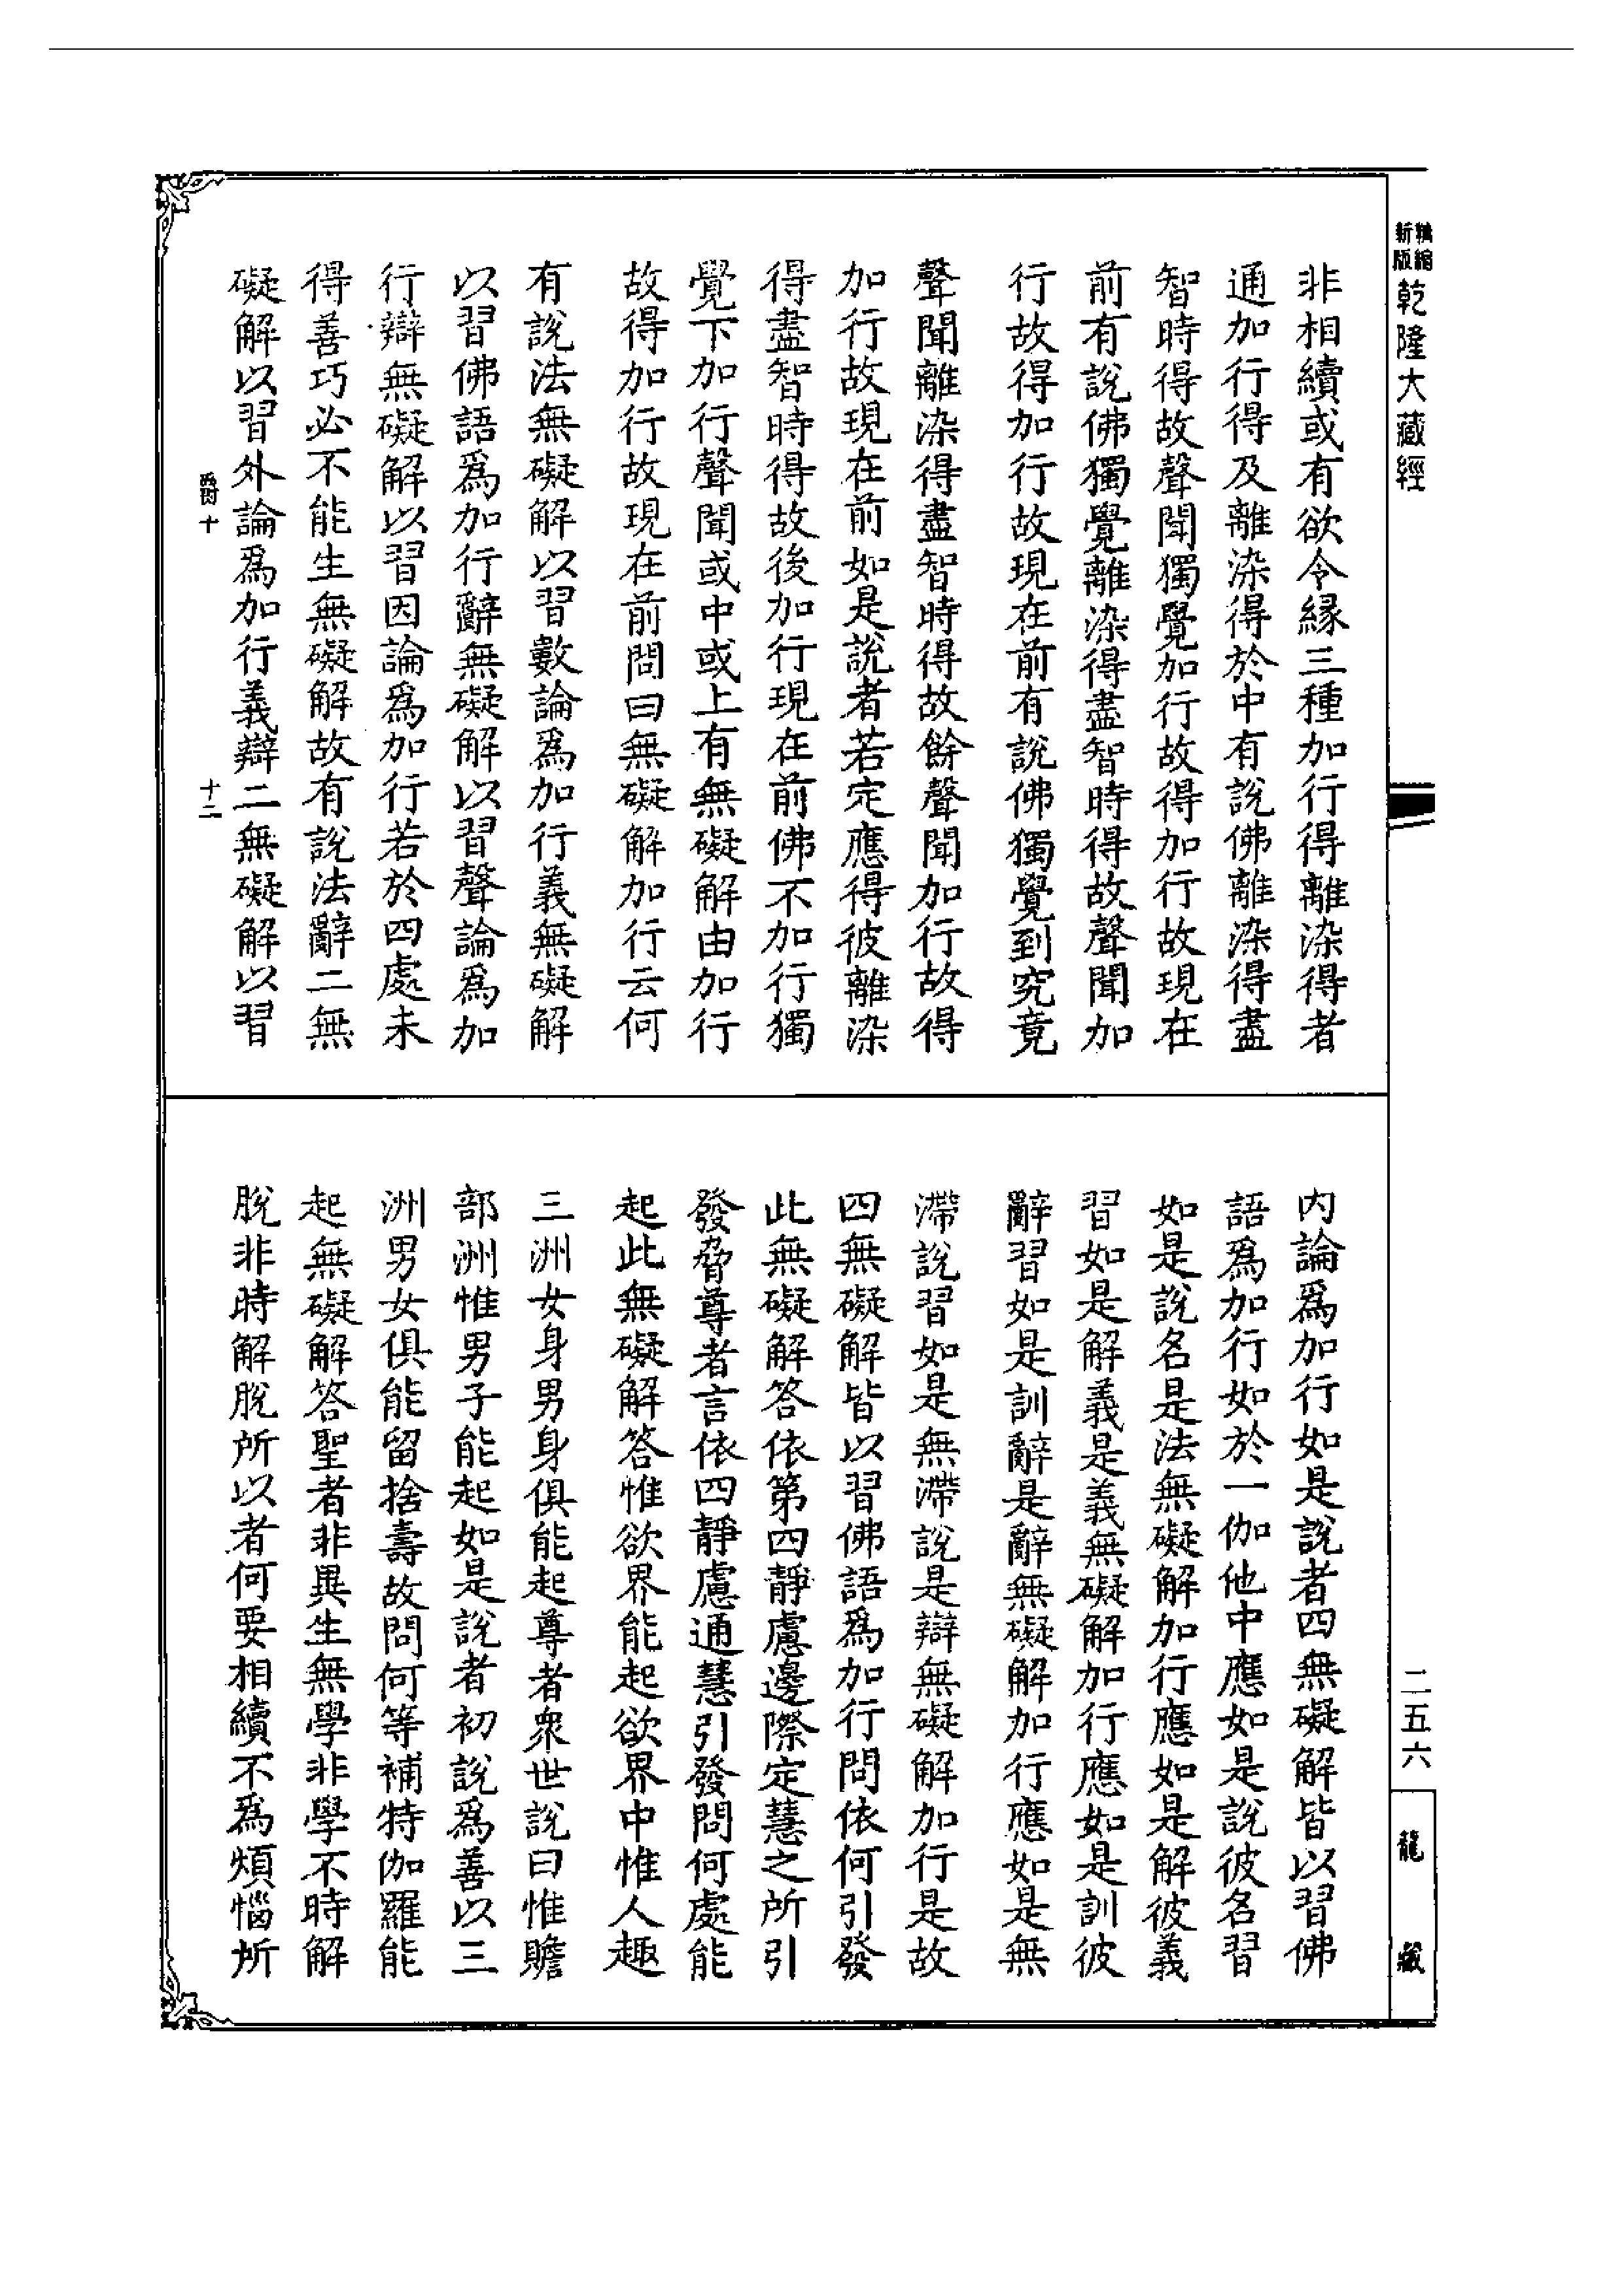 新版
乾隆大藏經
非相續或有欲令縁三種加行得離染得者
通加行得及離染得於中有說佛離染得盡
智時得故聲聞獨覺加行故得加行故現在
前有說佛獨覺離染得盡智時得故聲聞加
行故得加行故現在前有說佛獨覺到究竟
聲聞離染得盡智時得故餘聲聞加行故得
加行故現在前如是說者若定應得彼離染
得盡智時得故後加行現在前佛不加行獨
覺下加行聲聞或中或上有無礙解由加行
故得加行故現在前問曰無礙解加行云何
有說法無礙解以習數論爲加行義無礙解
以習佛語爲加行辭無礙解以習聲論爲加
行辯無礙解以習因論爲加行若於四處未
得善巧必不能生無礙解故有說法辭二無
礙解以習外論爲加行義辯二無礙解以習
十
十二
內論爲加行如是說者四無礙解皆以習佛
語爲加行如於一伽他中應如是說彼名習
如是說名是法無礙解加行應如是解彼義
習如是解義是義無礙解加行應如是訓彼
辭習如是訓辭是辭無礙解加行應如是無
滯說習如是無滯說是辯無礙解加行是故
四無礙解皆以習佛語爲加行問依何引發
此無礙解答依第四靜慮邊際定慧之所引
發脅尊者言依四靜慮通慧引發問何處能
起此無礙解答惟欲界能起欲界中惟人趣
三洲女身男身俱能起尊者衆世說曰惟贍
部洲惟男子能起如是說者初說爲善以三
洲男女俱能留捨壽故問何等補特伽羅能
起無礙解答聖者非異生無學非學不時解
脫非時解脫所以者何要相續不爲煩惱所
二五六
龍
藏